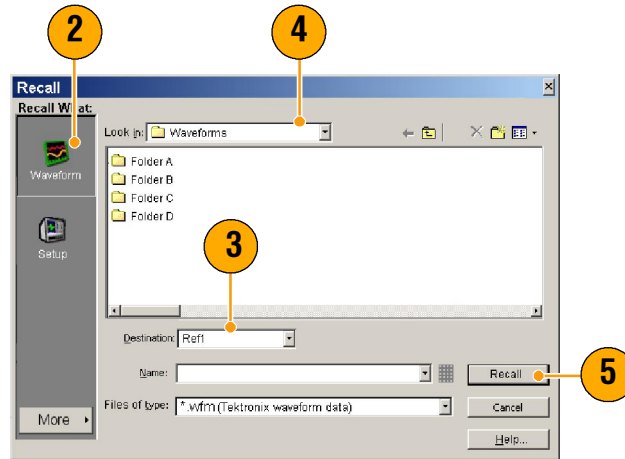 2
4
Recall
Recall What:
Look in: Waveforms
Waveform
Folder A
Folder B
Folder C
Folder D
Setup
3
Destination: Ref1
Name:
Recall
5
Files of type: *.wfm (Tektronix waveform data)
Cancel
More
Help...